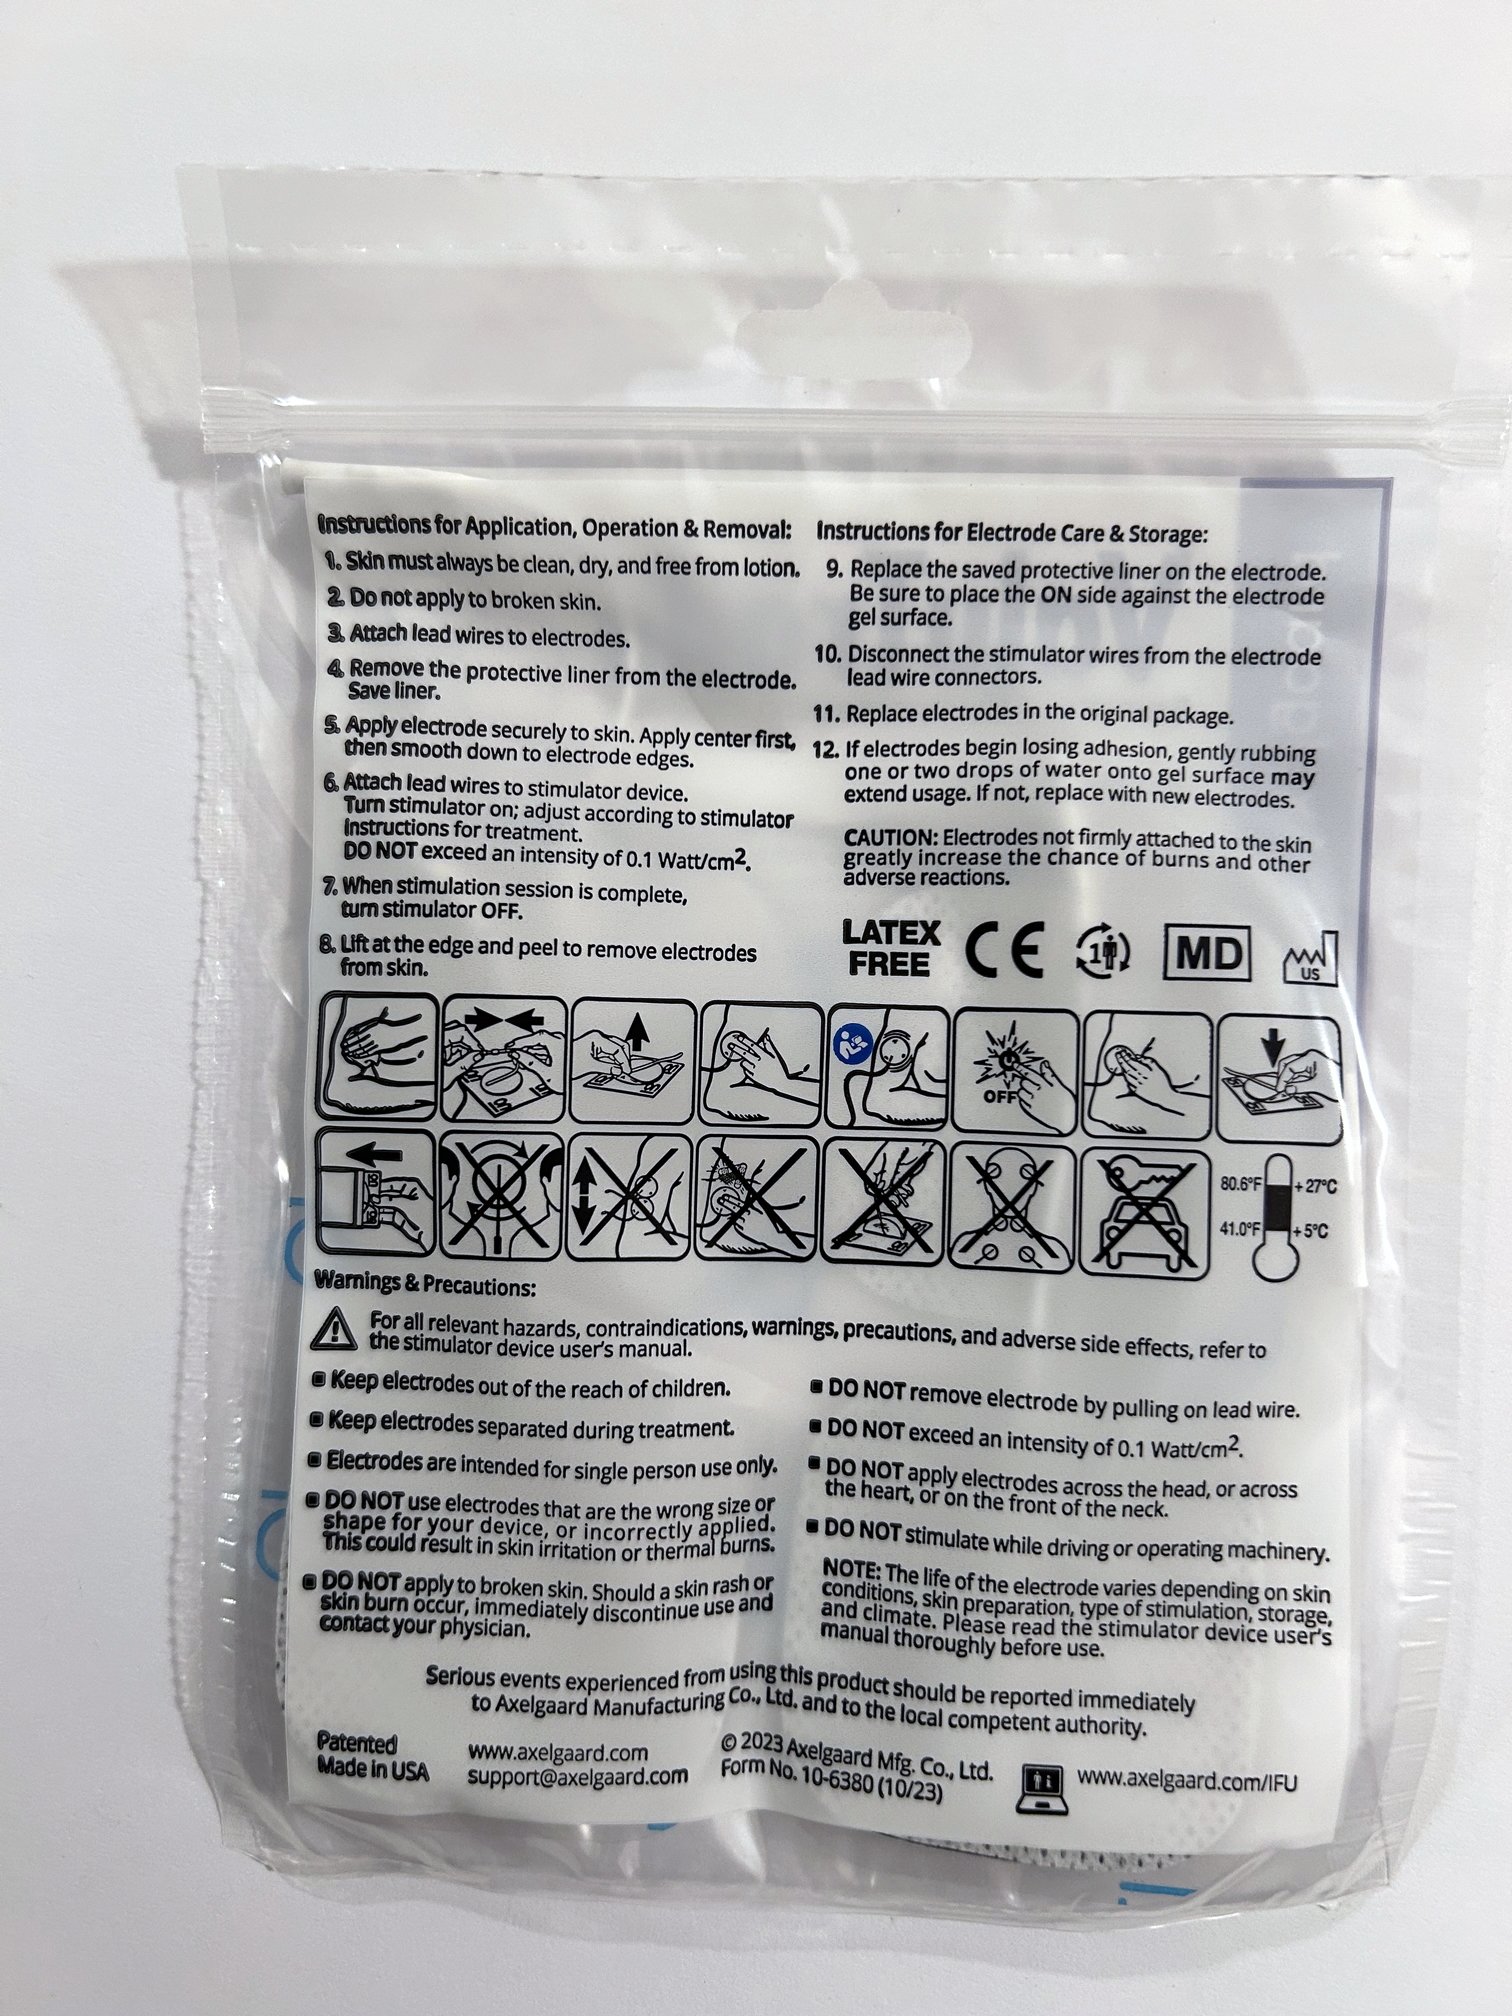 Instructions for Application, Operation & Removal:
1. Skin must always be clean, dry, and free from lotion.
2. Do not apply to broken skin.
3. Attach lead wires to electrodes.
4. Remove the protective liner from the electrode.
Save liner.
5. Apply electrode securely to skin. Apply center first,
then smooth down to electrode edges.
6. Attach lead wires to stimulator device.
Turn stimulator on; adjust according to stimulator
instructions for treatment.
DO NOT exceed an intensity of 0.1 Watt/cm².
7. When stimulation session is complete,
turn stimulator OFF.
8. Lift at the edge and peel to remove electrodes
from skin.
Instructions for Electrode Care & Storage:
9. Replace the saved protective liner on the electrode.
Be sure to place the ON side against the electrode
gel surface.
10. Disconnect the stimulator wires from the electrode
lead wire connectors.
11. Replace electrodes in the original package.
12. If electrodes begin losing adhesion, gently rubbing
one or two drops of water onto gel surface may
extend usage. If not, replace with new electrodes.
CAUTION: Electrodes not firmly attached to the skin
greatly increase the chance of burns and other
adverse reactions.
LATEX
FREE
CE
1
MD
US
OFF
80.6°F +27°C
41.0°F +5°C
Warnings & Precautions:
For all relevant hazards, contraindications, warnings, precautions, and adverse side effects, refer to
the stimulator device user's manual.
■ Keep electrodes out of the reach of children.
■ Keep electrodes separated during treatment.
■ Electrodes are intended for single person use only.
■ DO NOT use electrodes that are the wrong size or
shape for your device, or incorrectly applied.
This could result in skin irritation or thermal burns.
■ DO NOT apply to broken skin. Should a skin rash or
skin burn occur, immediately discontinue use and
contact your physician.
■ DO NOT remove electrode by pulling on lead wire.
■ DO NOT exceed an intensity of 0.1 Watt/cm².
■ DO NOT apply electrodes across the head, or across
the heart, or on the front of the neck.
■ DO NOT stimulate while driving or operating machinery.
NOTE: The life of the electrode varies depending on skin
conditions, skin preparation, type of stimulation, storage,
and climate. Please read the stimulator device user's
manual thoroughly before use.
Serious events experienced from using this product should be reported immediately
to Axelgaard Manufacturing Co., Ltd. and to the local competent authority.
Patented
Made in USA
www.axelgaard.com
support@axelgaard.com
© 2023 Axelgaard Mfg. Co., Ltd.
Form No. 10-6380 (10/23)
www.axelgaard.com/IFU